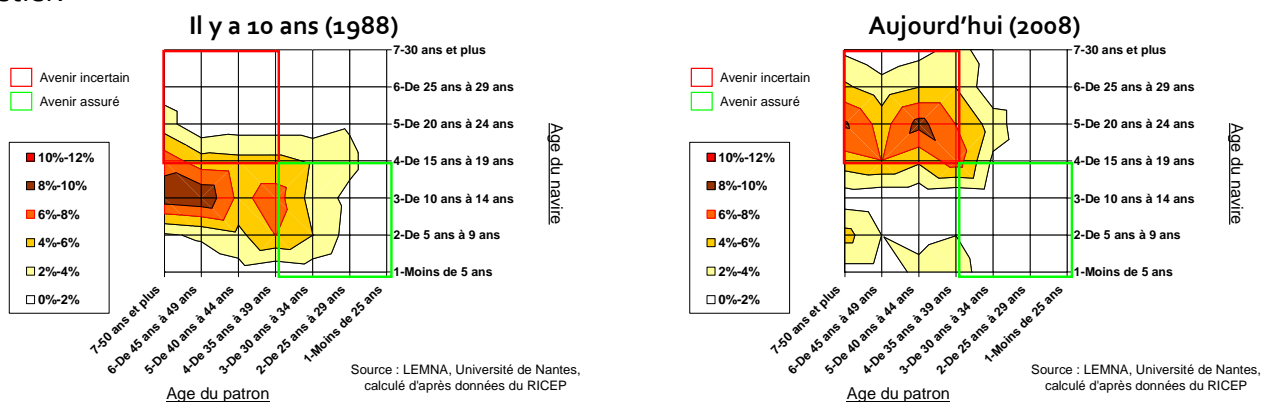 Il y a 10 ans (1988)
Avenir incertain
Avenir assuré
10%-12%
8%-10%
6%-8%
4%-6%
2%-4%
0%-2%
7-30 ans et plus
6-De 25 ans à 29 ans
5-De 20 ans à 24 ans
4-De 15 ans à 19 ans
3-De 10 ans à 14 ans
2-De 5 ans à 9 ans
1-Moins de 5 ans
Age du navire
7-50 ans et plus
6-De 45 ans à 49 ans
5-De 40 ans à 44 ans
4-De 35 ans à 39 ans
3-De 30 ans à 34 ans
2-De 25 ans à 29 ans
1-Moins de 25 ans
Age du patron
Source : LEMNA, Université de Nantes,
calculé d'après données du RICEP
Aujourd'hui (2008)
Avenir incertain
Avenir assuré
10%-12%
8%-10%
6%-8%
4%-6%
2%-4%
0%-2%
7-30 ans et plus
6-De 25 ans à 29 ans
5-De 20 ans à 24 ans
4-De 15 ans à 19 ans
3-De 10 ans à 14 ans
2-De 5 ans à 9 ans
1-Moins de 5 ans
Age du navire
7-50 ans et plus
6-De 45 ans à 49 ans
5-De 40 ans à 44 ans
4-De 35 ans à 39 ans
3-De 30 ans à 34 ans
2-De 25 ans à 29 ans
1-Moins de 25 ans
Age du patron
Source : LEMNA, Université de Nantes,
calculé d'après données du RICEP